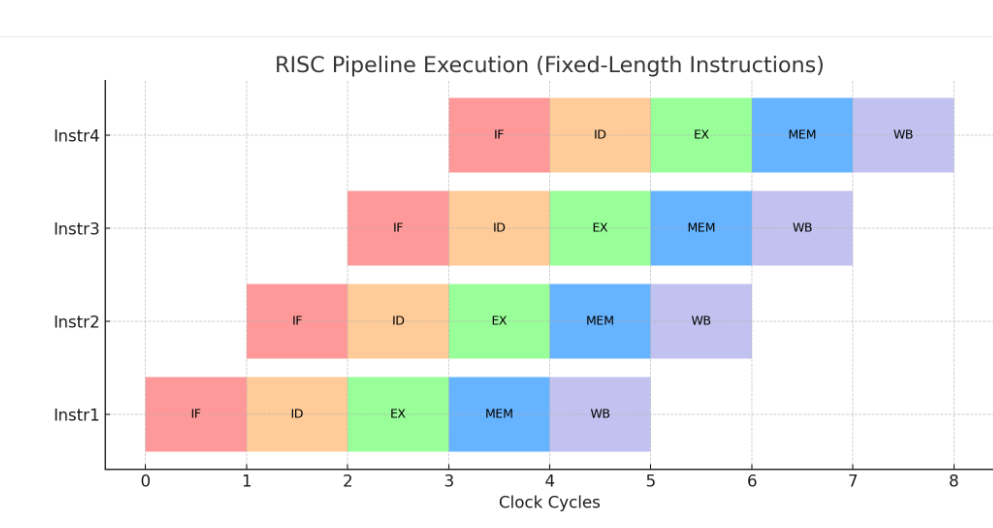 RISC Pipeline Execution (Fixed-Length Instructions)
Instr4 IF ID EX MEM WB
Instr3 IF ID EX MEM WB
Instr2 IF ID EX MEM WB
Instr1 IF ID EX MEM WB
0 1 2 3 4 5 6 7 8
Clock Cycles